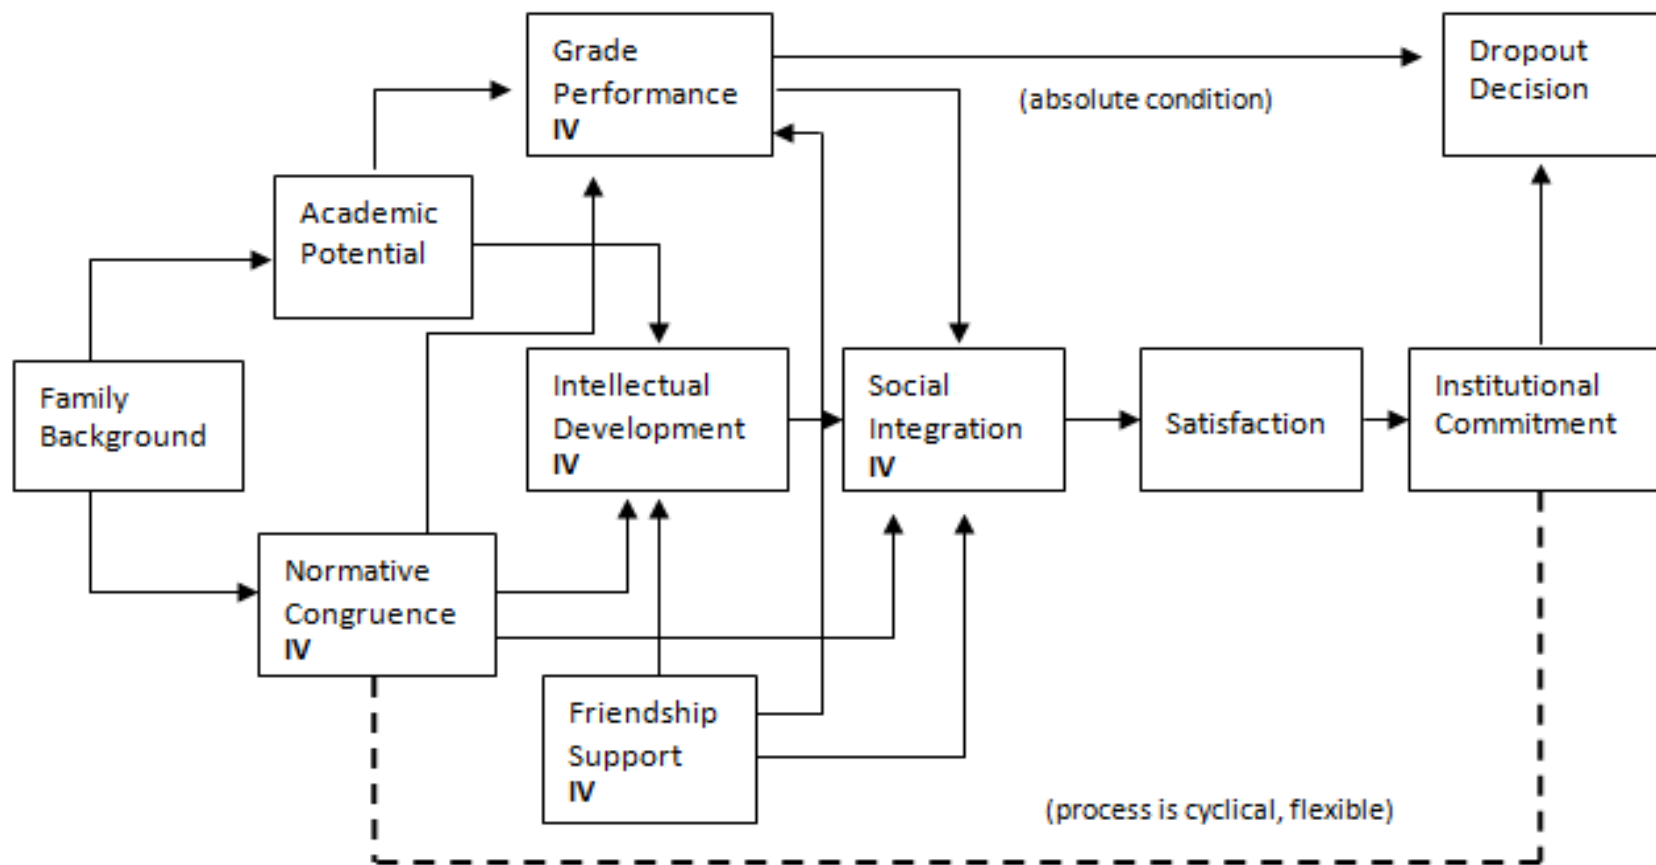 Grade
Performance
IV
Dropout
Decision
(absolute condition)
Academic
Potential
Family
Background
Intellectual
Development
IV
Social
Integration
IV
Satisfaction
Institutional
Commitment
Normative
Congruence
IV
Friendship
Support
IV
(process is cyclical, flexible)